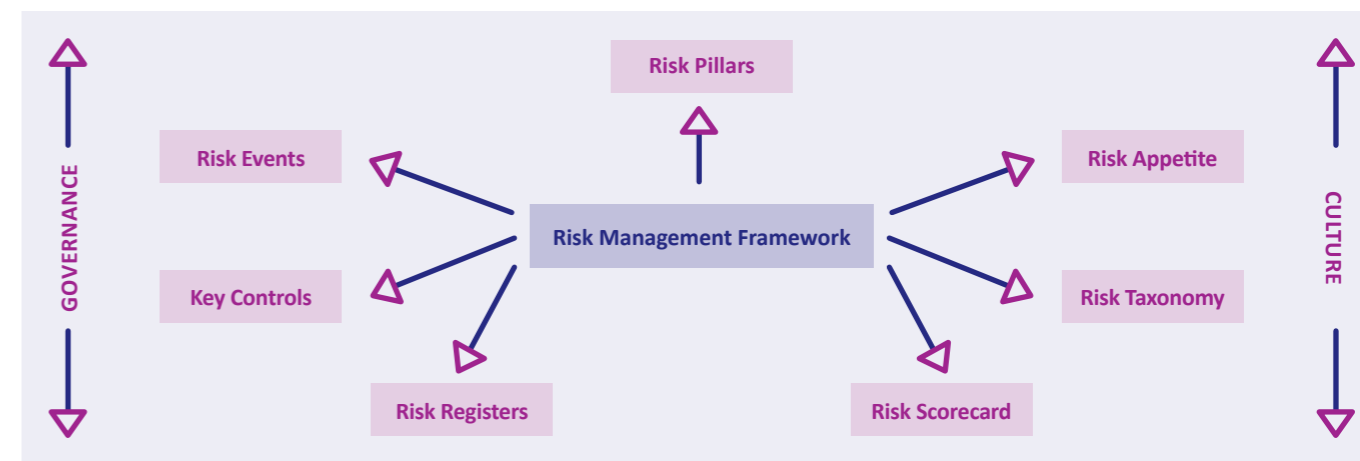 Risk Pillars
Risk Events
Risk Appetite
GOVERNANCE
Risk Management Framework
CULTURE
Key Controls
Risk Taxonomy
Risk Registers
Risk Scorecard